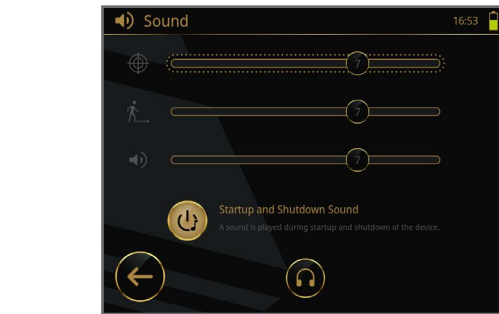 Sound
16:53
7
7
7
Startup and Shutdown Sound
A sound is played during startup and shutdown of the device.